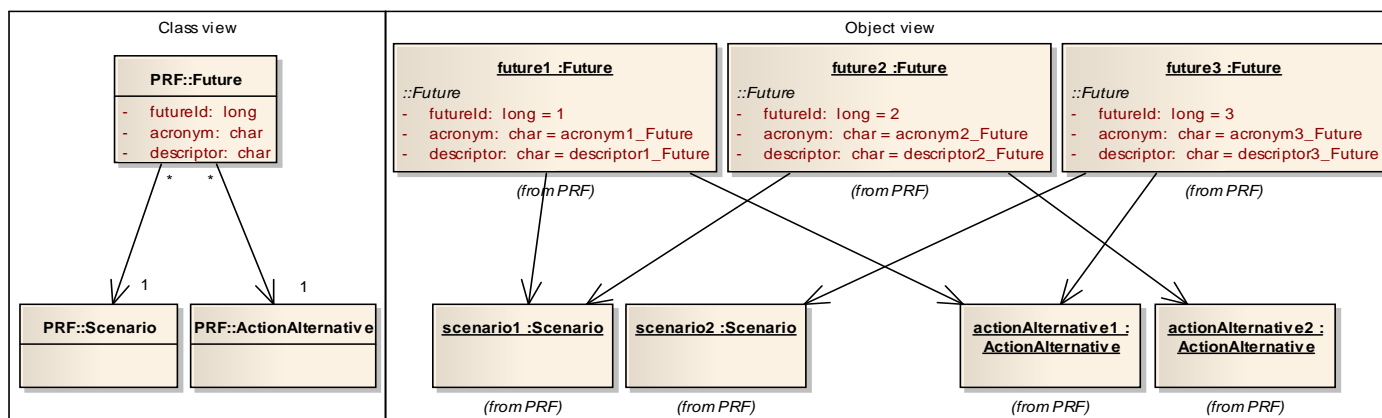 Class view
PRF::Future
- futureId: long
- acronym: char
- descriptor: char
*
*
1
1
PRF::Scenario
PRF::ActionAlternative
Object view
future1 :Future
::Future
- futureId: long = 1
- acronym: char = acronym1_Future
- descriptor: char = descriptor1_Future
(from PRF)
future2 :Future
::Future
- futureId: long = 2
- acronym: char = acronym2_Future
- descriptor: char = descriptor2_Future
(from PRF)
future3 :Future
::Future
- futureId: long = 3
- acronym: char = acronym3_Future
- descriptor: char = descriptor3_Future
(from PRF)
scenario1 :Scenario
(from PRF)
scenario2 :Scenario
(from PRF)
actionAlternative1 :
ActionAlternative
(from PRF)
actionAlternative2 :
ActionAlternative
(from PRF)